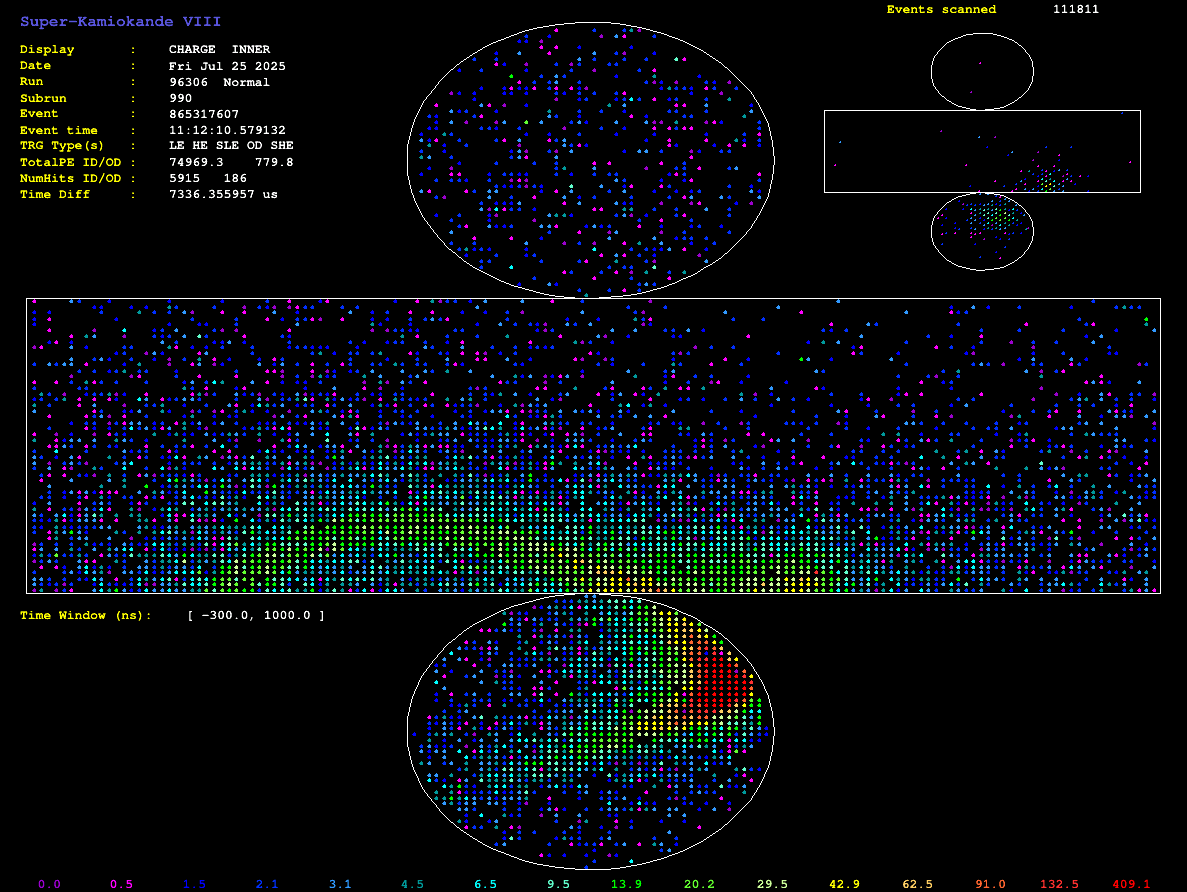 Super-Kamiokande VIII
Display : CHARGE INNER
Date : Fri Jul 25 2025
Run : 96306 Normal
Subrun : 990
Event : 865317607
Event time : 11:12:10.579132
TRG Type(s) : LE HE SLE OD SHE
TotalPE ID/OD : 74969.3 779.8
NumHits ID/OD : 5915 186
Time Diff : 7336.355957 us
Events scanned 111811
Time Window (ns): [ -300.0, 1000.0 ]
0.0 0.5 1.5 2.1 3.1 4.5 6.5 9.5 13.9 20.2 29.5 42.9 62.5 91.0 132.5 409.1